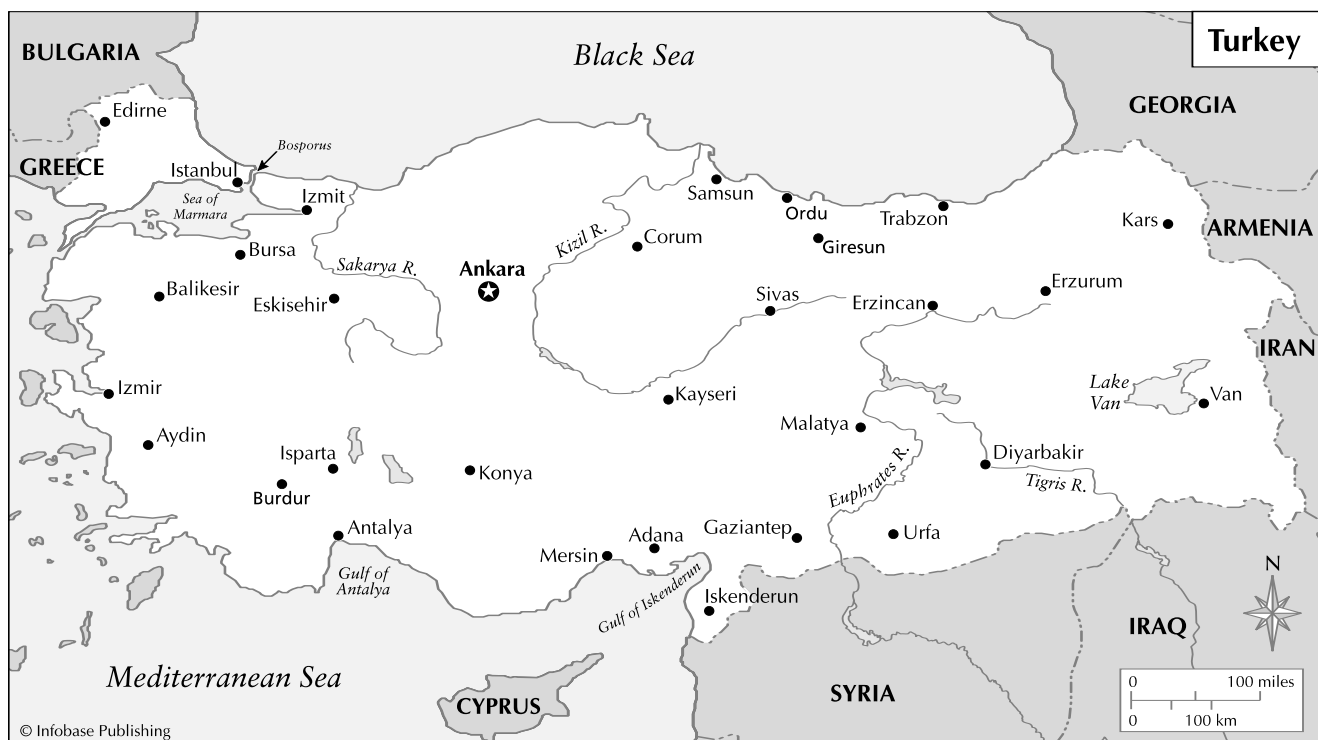 Turkey
BULGARIA
Black Sea
GEORGIA
Edirne
GREECE
Bosporus
Istanbul
Sea of
Marmara
Izmit
Samsun
Ordu
Trabzon
Kars
ARMENIA
Kizil R.
Corum
Giresun
Bursa
Sakarya R.
Ankara
Balikesir
Eskisehir
Sivas
Erzincan
Erzurum
IRAN
Izmir
Kayseri
Lake
Van
Van
Aydin
Malatya
Isparta
Konya
Diyarbakir
Burdur
Euphrates R.
Tigris R.
Antalya
Mersin
Adana
Gaziantep
Urfa
Gulf of
Antalya
Gulf of Iskenderun
Iskenderun
N
IRAQ
Mediterranean Sea
CYPRUS
SYRIA
0 100 miles
0 100 km
© Infobase Publishing